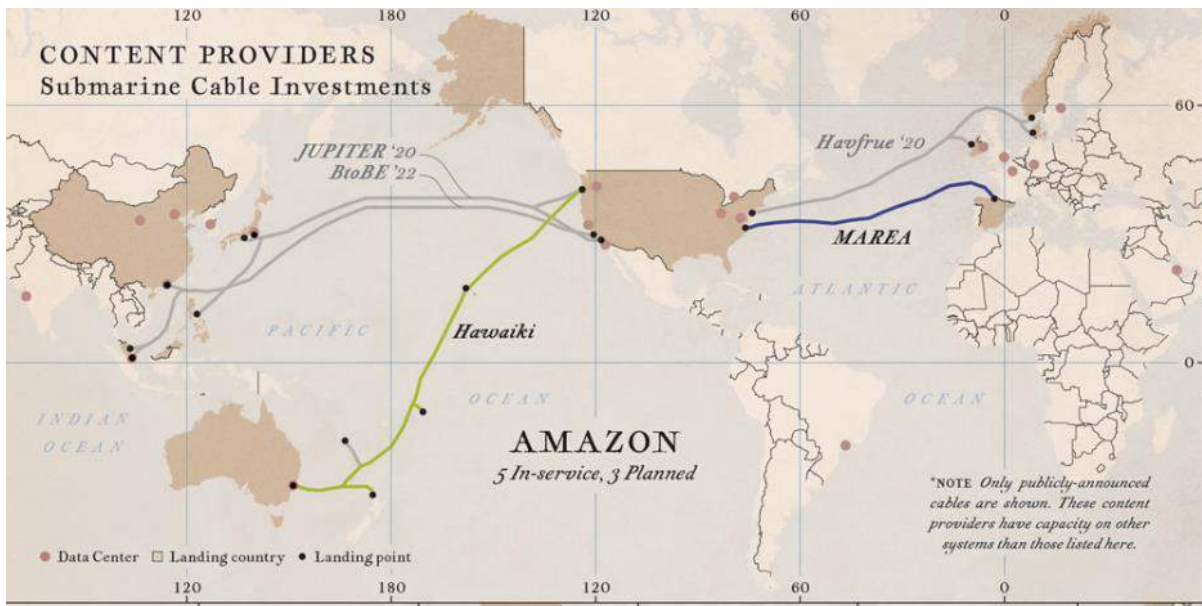 120 180 120 60 0
CONTENT PROVIDERS
Submarine Cable Investments
60
JUPITER '20
BtoBE '22
Havfrue '20
MAREA
ATLANTIC
PACIFIC
Hawaiki
0
INDIAN
OCEAN
OCEAN
OCEAN
AMAZON
5 In-service, 3 Planned
*NOTE Only publicly-announced
cables are shown. These content
providers have capacity on other
systems than those listed here.
Data Center Landing country Landing point
120 180 120 60 0